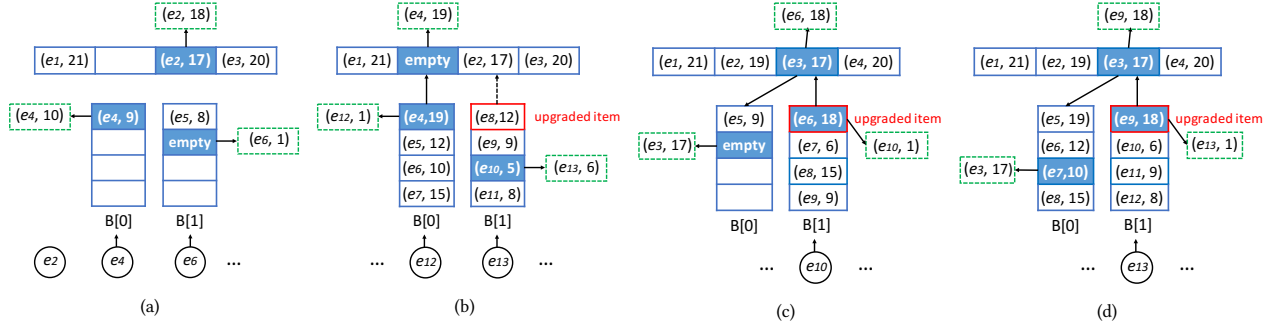 (e2, 18)
(e1, 21) (e2, 17) (e3, 20)
(e4, 10) (e4, 9) (e5, 8)
empty (e6, 1)
B[0] B[1]
e2 e4 e6 ...
(a)
(e4, 19)
(e1, 21) empty (e2, 17) (e3, 20)
(e12, 1) (e4,19) (e8,12) upgraded item
(e5, 12) (e9, 9)
(e6, 10) (e10, 5) (e13, 6)
(e7, 15) (e11, 8)
B[0] B[1]
... e12 e13 ...
(b)
(e6, 18)
(e1, 21) (e2, 19) (e3, 17) (e4, 20)
(e5, 9) (e6, 18) upgraded item
(e3, 17) empty (e7, 6) (e10, 1)
(e8, 15)
(e9, 9)
B[0] B[1]
... e10 ...
(c)
(e9, 18)
(e1, 21) (e2, 19) (e3, 17) (e4, 20)
(e5, 19) (e9, 18) upgraded item
(e6, 12) (e10, 6) (e13, 1)
(e3, 17) (e7,10) (e11, 9)
(e8, 15) (e12, 8)
B[0] B[1]
... e13 ...
(d)